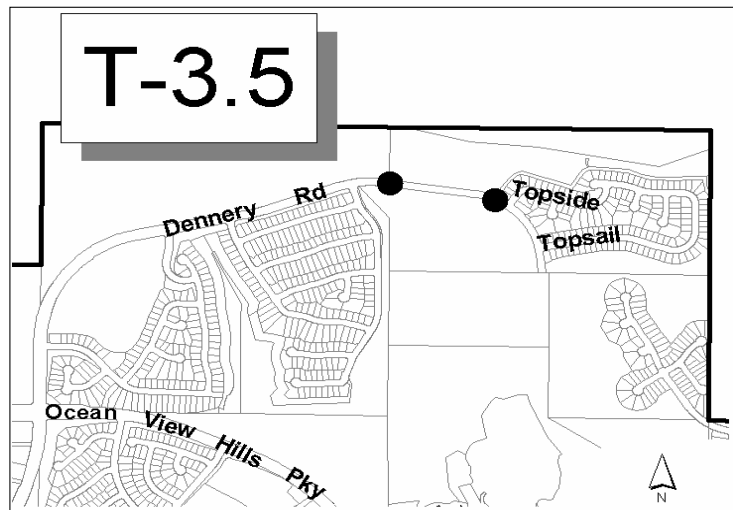 T-3.5
Dennery Rd
Topside
Topsail
Ocean View Hills Pky
N